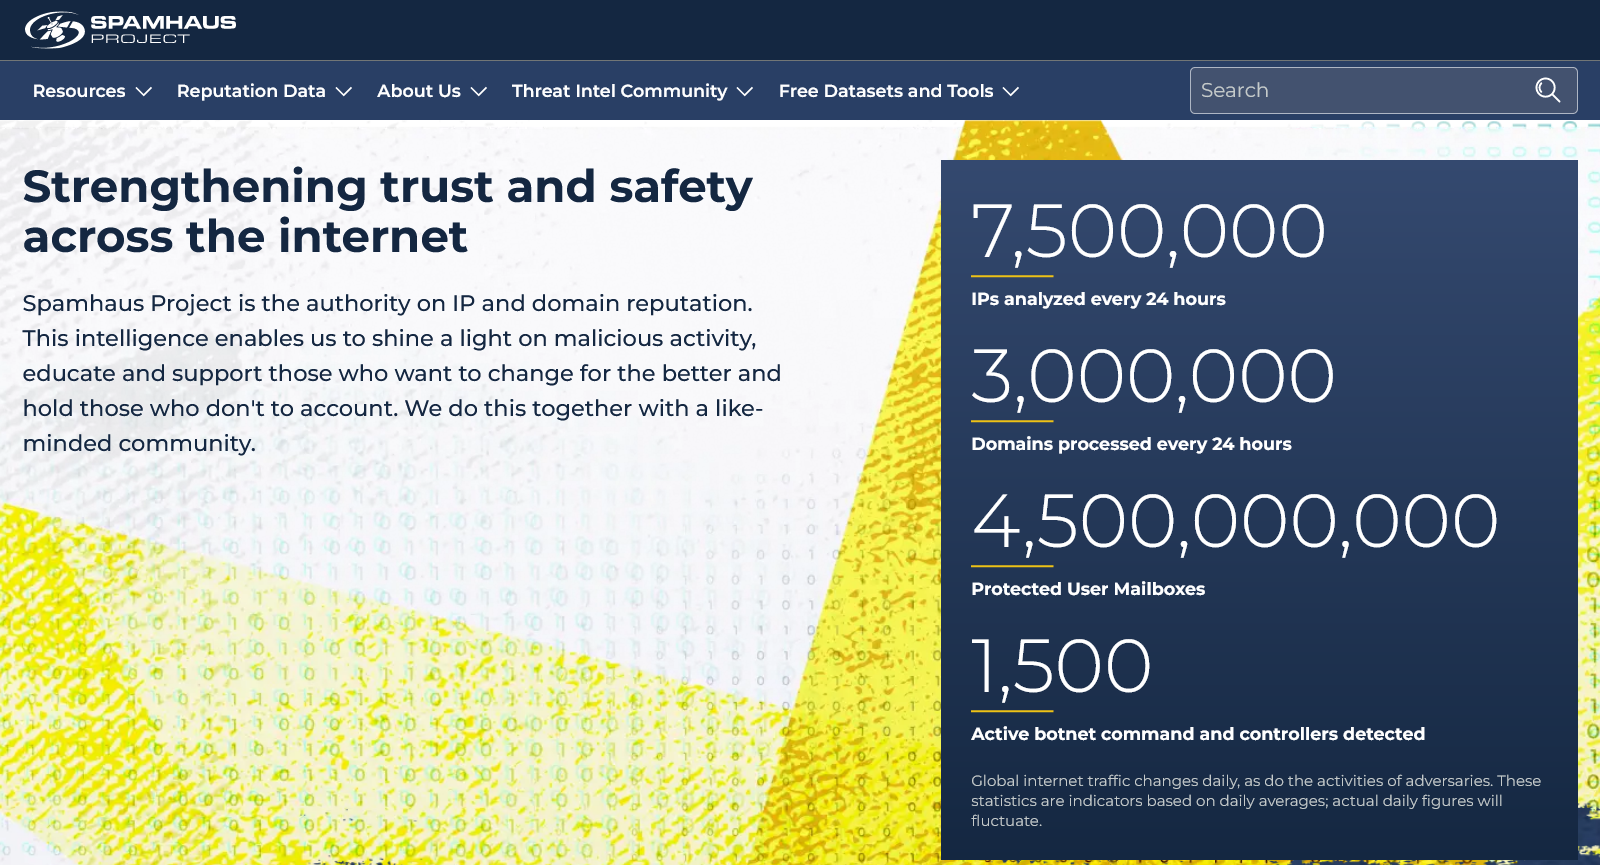 SPAMHAUS
PROJECT
Resources
Reputation Data
About Us
Threat Intel Community
Free Datasets and Tools
Search
Strengthening trust and safety
across the internet
Spamhaus Project is the authority on IP and domain reputation.
This intelligence enables us to shine a light on malicious activity,
educate and support those who want to change for the better and
hold those who don't to account. We do this together with a like-
minded community.
7,500,000
IPs analyzed every 24 hours
3,000,000
Domains processed every 24 hours
4,500,000,000
Protected User Mailboxes
1,500
Active botnet command and controllers detected
Global internet traffic changes daily, as do the activities of adversaries. These
statistics are indicators based on daily averages; actual daily figures will
fluctuate.